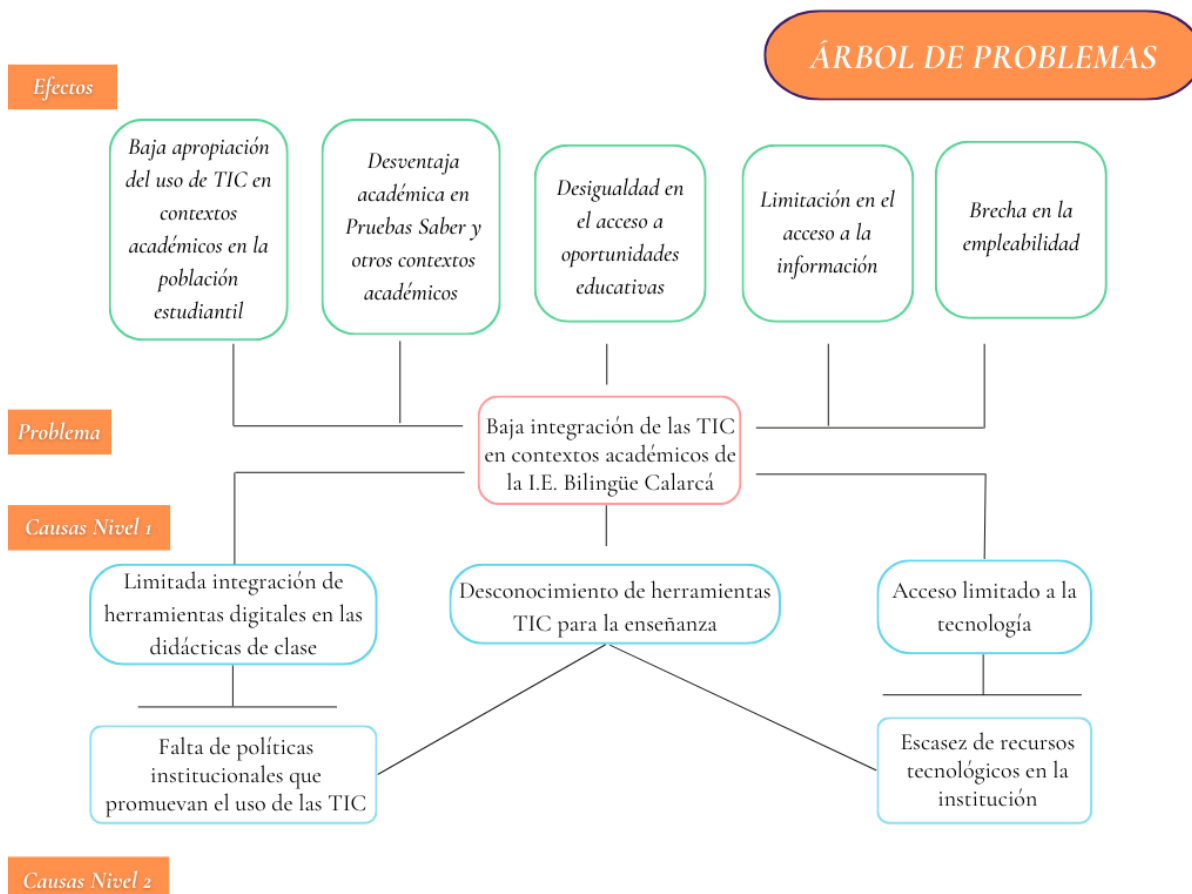 ÁRBOL DE PROBLEMAS
Efectos
Baja apropiación
del uso de TIC en
contextos
académicos en la
población
estudiantil
Desventaja
académica en
Pruebas Saber y
otros contextos
académicos
Desigualdad en
el acceso a
oportunidades
educativas
Limitación en el
acceso a la
información
Brecha en la
empleabilidad
Problema
Baja integración de las TIC
en contextos académicos de
la I.E. Bilingüe Calarcá
Causas Nivel 1
Limitada integración de
herramientas digitales en las
didácticas de clase
Desconocimiento de herramientas
TIC para la enseñanza
Acceso limitado a la
tecnología
Falta de políticas
institucionales que
promuevan el uso de las TIC
Escasez de recursos
tecnológicos en la
institución
Causas Nivel 2